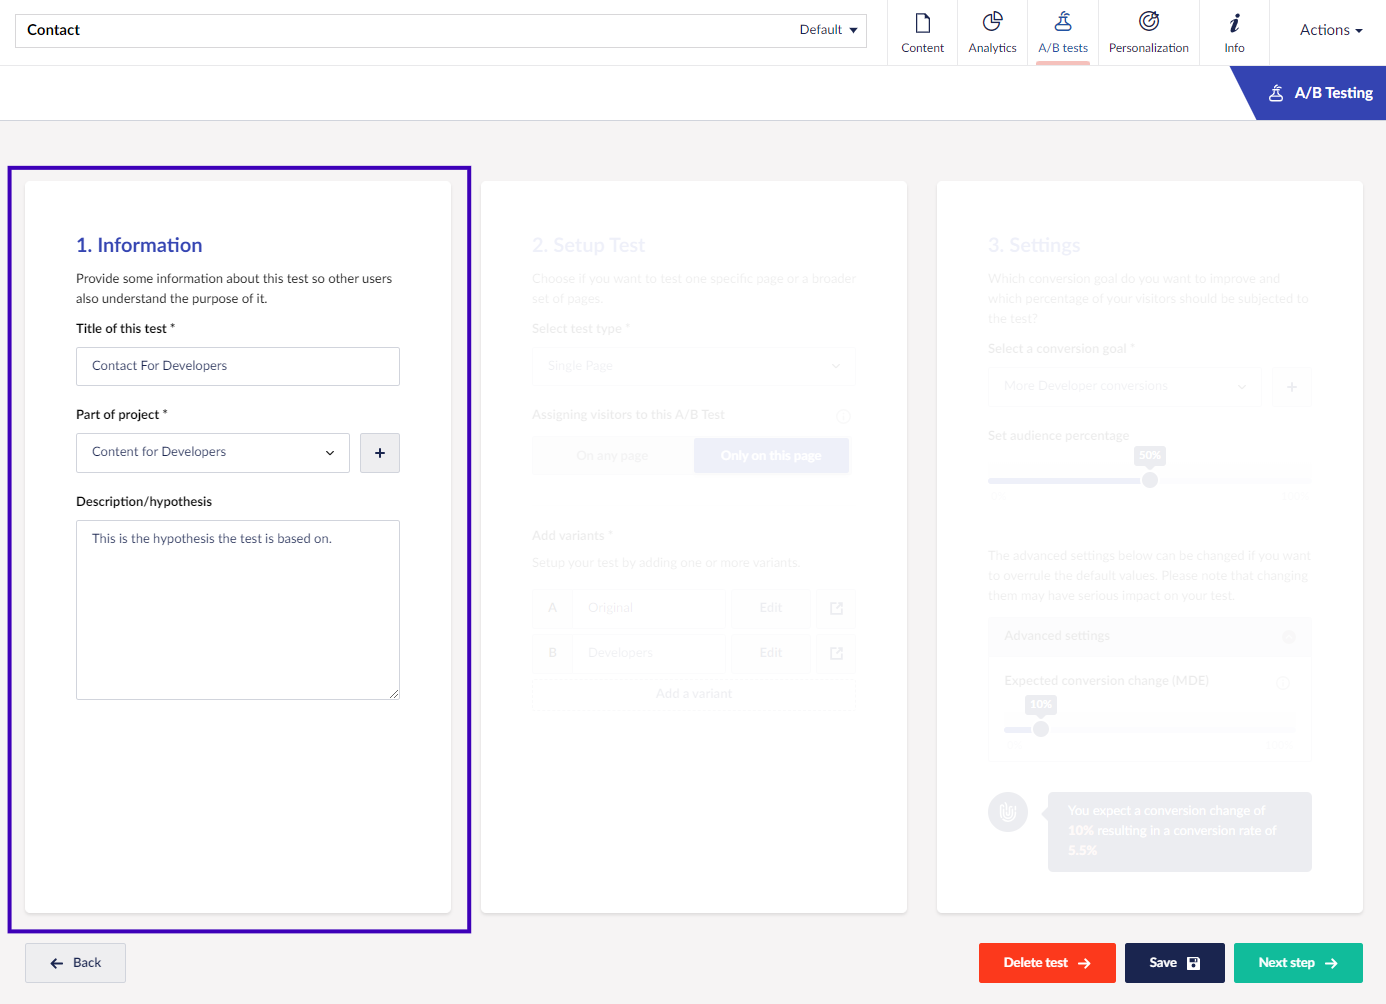 Contact
Default
Content
Analytics
A/B tests
Personalization
Info
Actions
A/B Testing
1. Information
Provide some information about this test so other users
also understand the purpose of it.
Title of this test *
Contact For Developers
Part of project *
Content for Developers
+
Description/hypothesis
This is the hypothesis the test is based on.
2. Setup Test
Choose if you want to test one specific page or a broader
set of pages.
Select test type *
Single Page
Assigning visitors to this A/B Test
On any page
Only on this page
Add variants *
Setup your test by adding one or more variants.
A Original Edit
B Developers Edit
Add a variant
3. Settings
Which conversion goal do you want to improve and
which percentage of your visitors should be subjected to
the test?
Select a conversion goal *
More Developer conversions
+
Set audience percentage
50%
The advanced settings below can be changed if you want
to overrule the default values. Please note that changing
them may have serious impact on your test.
Advanced settings
Expected conversion change (MDE)
10%
You expect a conversion change of
10% resulting in a conversion rate of
5.5%
Back
Delete test
Save
Next step